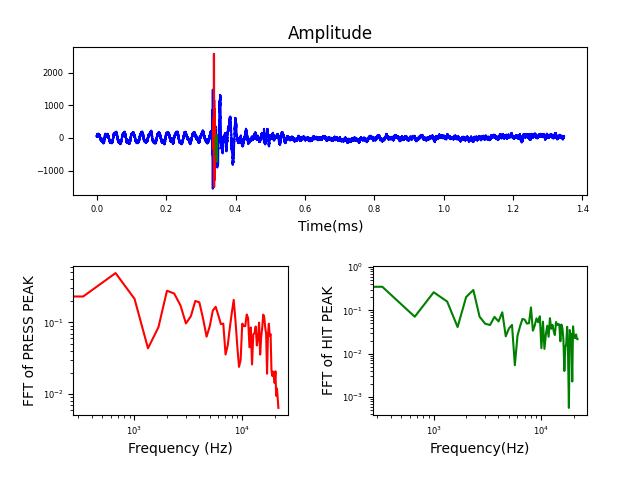 Amplitude
2000
1000
0
−1000
0.0 0.2 0.4 0.6 0.8 1.0 1.2 1.4
Time(ms)
FFT of PRESS PEAK
10⁻¹
10⁻²
10³ 10⁴
Frequency (Hz)
FFT of HIT PEAK
10⁰
10⁻¹
10⁻²
10⁻³
10³ 10⁴
Frequency(Hz)